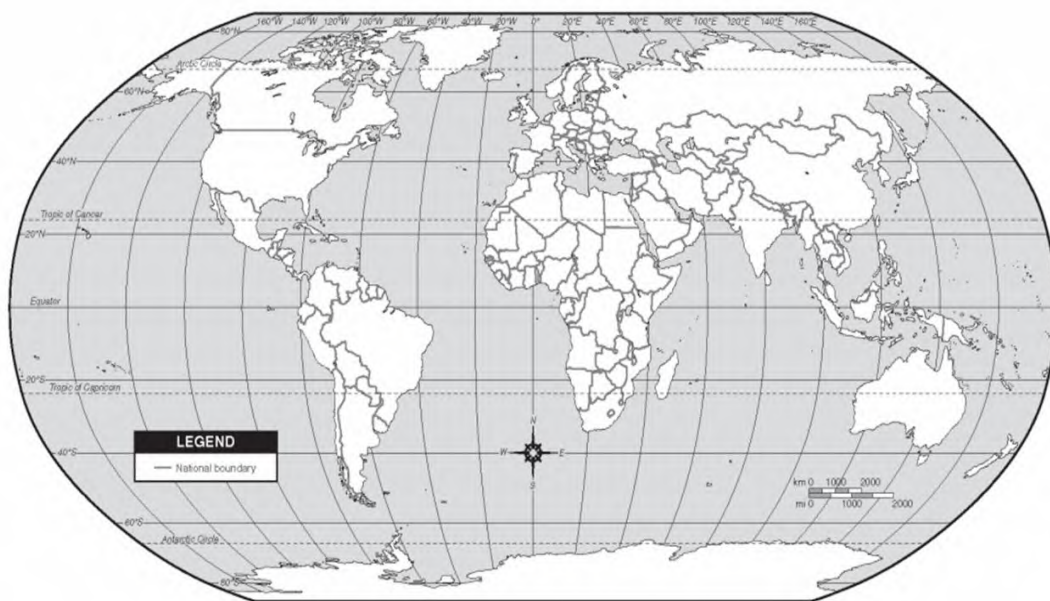 160°W 140°W 120°W 100°W 80°W 60°W 40°W 20°W 0° 20°E 40°E 60°E 80°E 100°E 120°E 140°E 160°E
80°N
Arctic Circle
60°N
40°N
Tropic of Cancer
20°N
Equator
20°S
Tropic of Capricorn
N
W E
S
LEGEND
National boundary
40°S
km 0 1000 2000
mi 0 1000 2000
60°S
Antarctic Circle
80°S